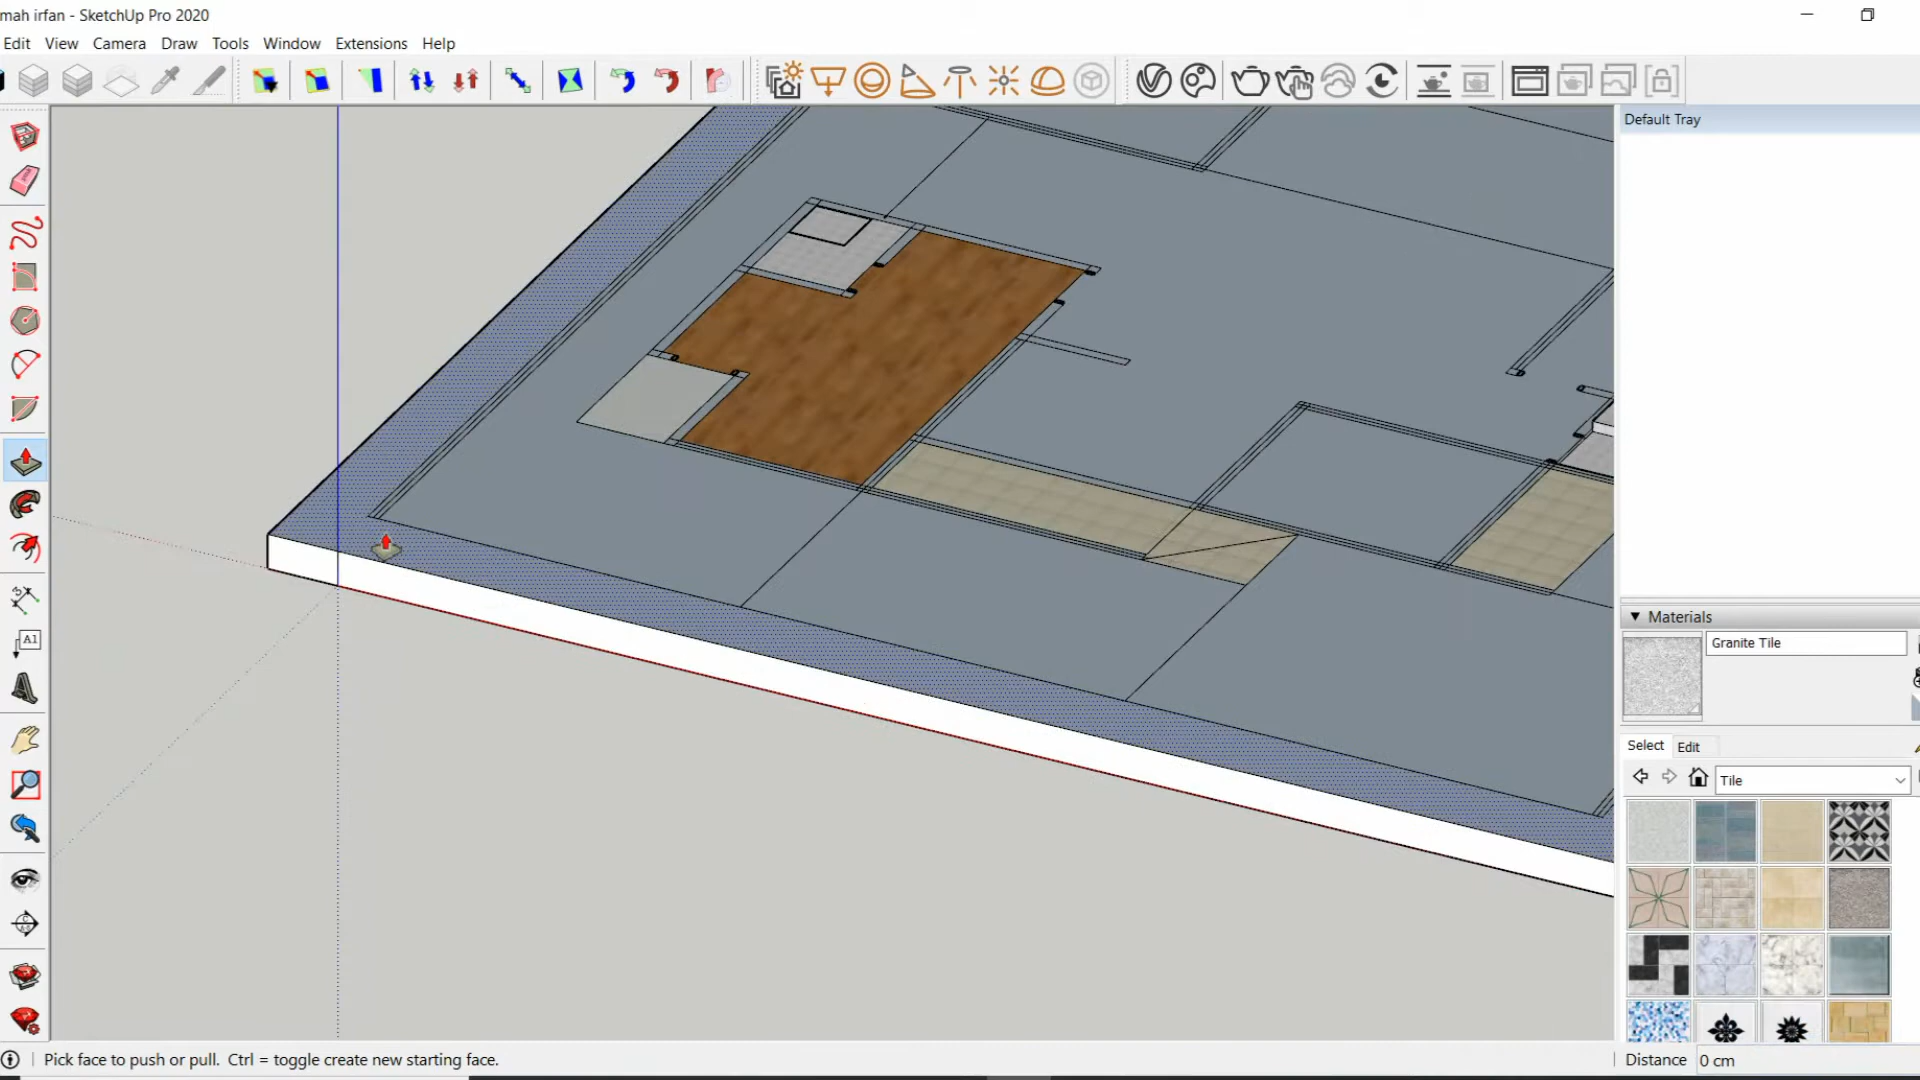 mah irfan - SketchUp Pro 2020
Edit View Camera Draw Tools Window Extensions Help
Default Tray
A1
Materials
Granite Tile
Select Edit
Tile
Pick face to push or pull. Ctrl = toggle create new starting face.
Distance 0 cm